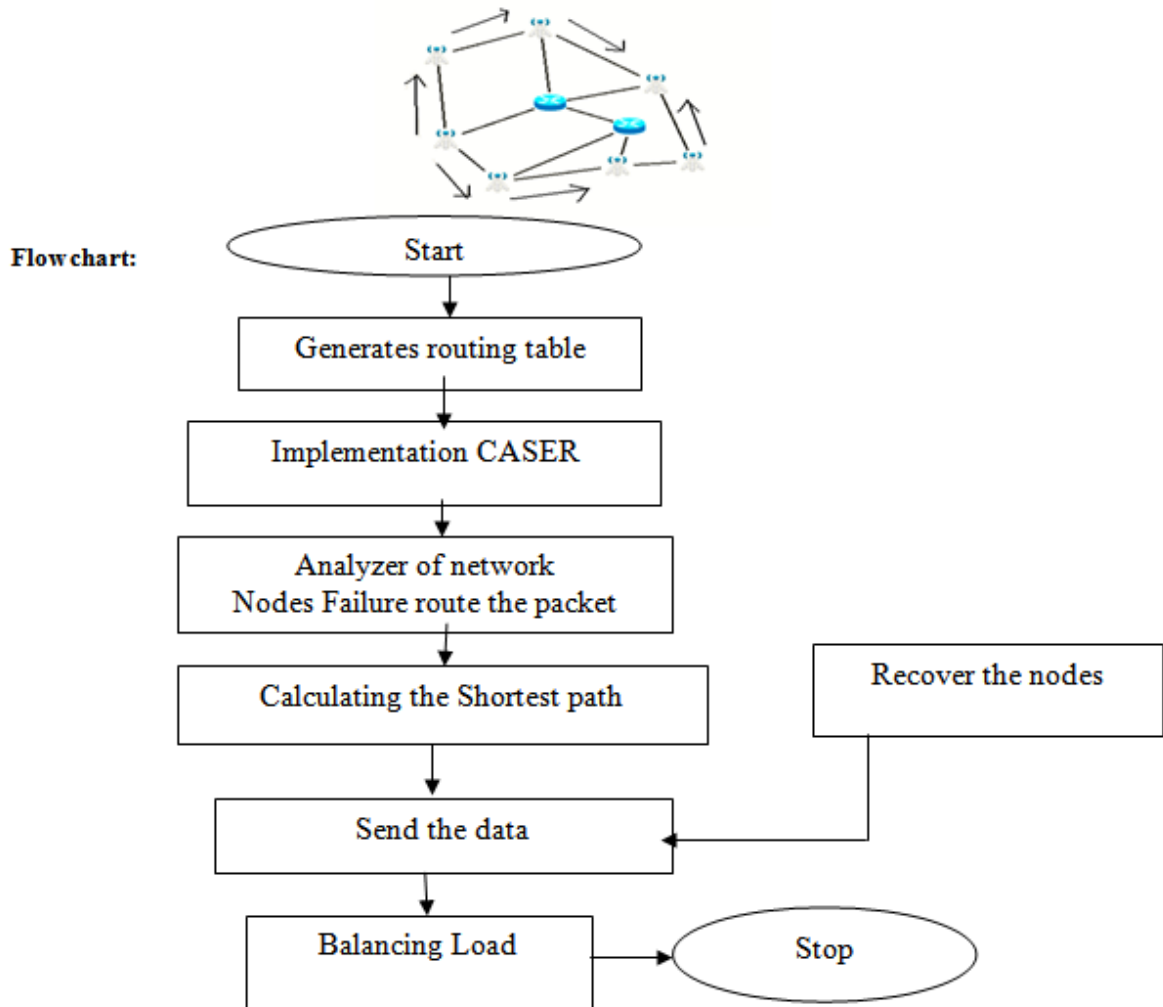 Flow chart:
Start
Generates routing table
Implementation CASER
Analyzer of network
Nodes Failure route the packet
Calculating the Shortest path
Recover the nodes
Send the data
Balancing Load
Stop